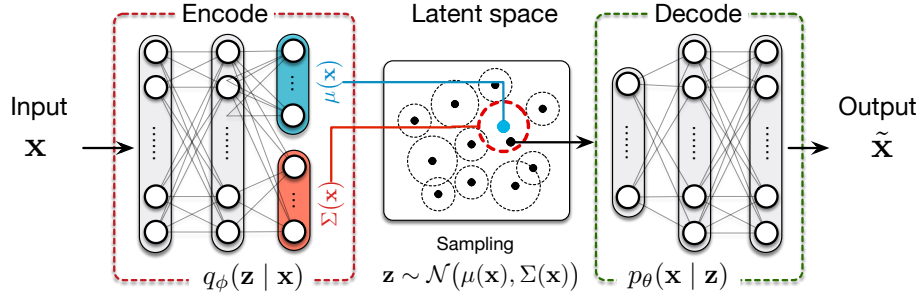 Encode
Latent space
Decode
Input
x
μ(x)
Σ(x)
Output
x̃
Sampling
z ∼ N(μ(x), Σ(x))
q_ϕ(z | x)
p_θ(x | z)